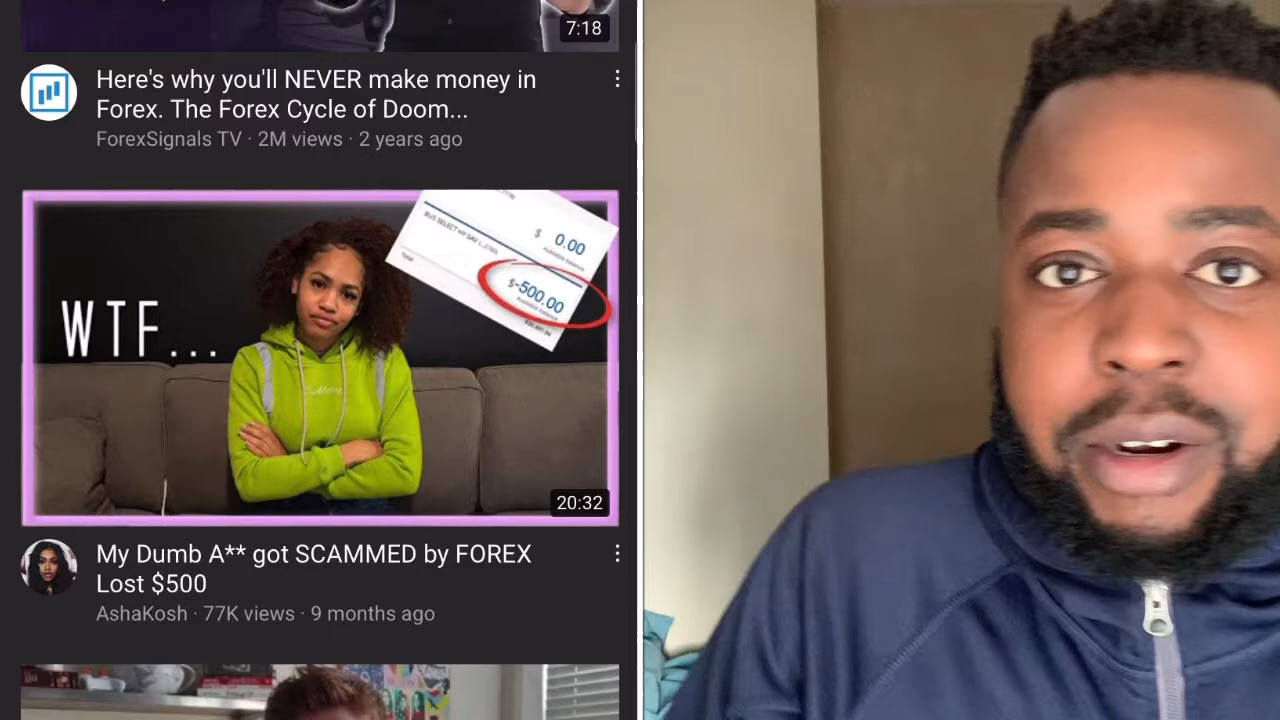 7:18
Here's why you'll NEVER make money in
Forex. The Forex Cycle of Doom...
ForexSignals TV · 2M views · 2 years ago
$ 0.00
$-500.00
WTF...
20:32
My Dumb A** got SCAMMED by FOREX
Lost $500
AshaKosh · 77K views · 9 months ago